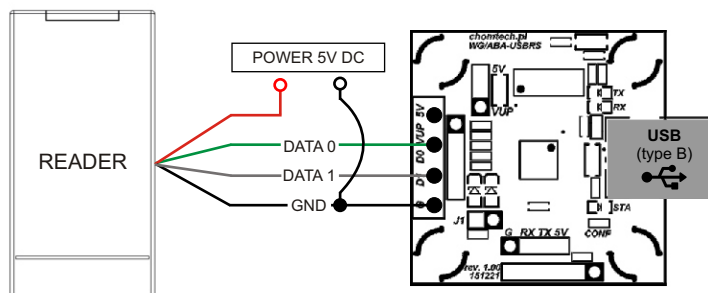 POWER 5V DC
READER
DATA 0
DATA 1
GND
chomtech.pl
WG/ABA-USBRS
5V
VUP
TX
RX
5V
VUP
D0
USB
(type B)
STA
J1
G RX TX 5V
CONF
rev. 1.00
151221